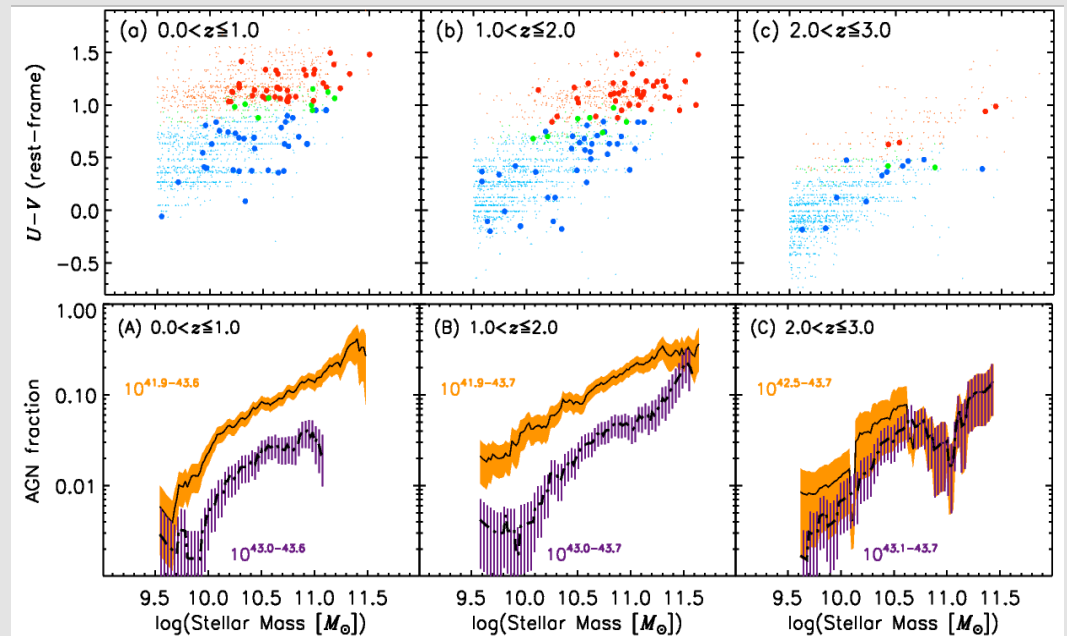 (a) 0.0<z≦1.0
(b) 1.0<z≦2.0
(c) 2.0<z≦3.0
U−V (rest−frame)
1.5
1.0
0.5
0.0
−0.5
(A) 0.0<z≦1.0
(B) 1.0<z≦2.0
(C) 2.0<z≦3.0
AGN fraction
1.00
0.10
0.01
10^41.9−43.6
10^43.0−43.6
10^41.9−43.7
10^43.0−43.7
10^42.5−43.7
10^43.1−43.7
9.5 10.0 10.5 11.0 11.5
9.5 10.0 10.5 11.0 11.5
9.5 10.0 10.5 11.0 11.5
log(Stellar Mass [M⊙])
log(Stellar Mass [M⊙])
log(Stellar Mass [M⊙])